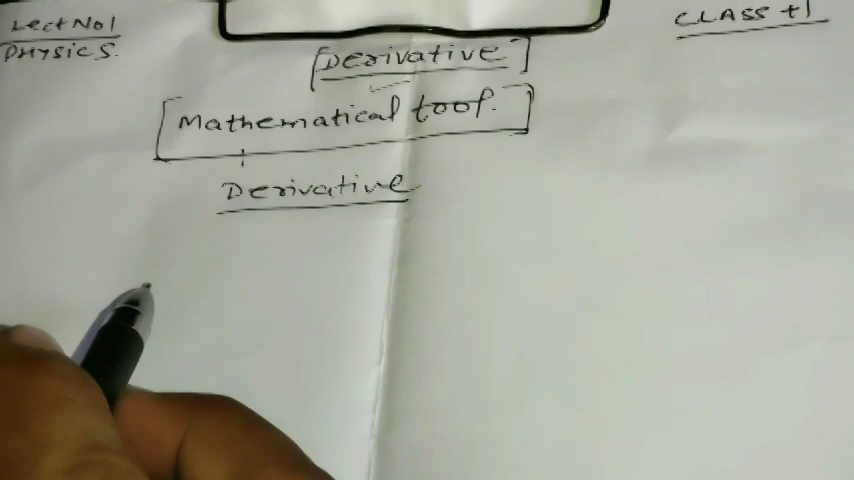 Lect No1
CLASS +1
PHYSICS.
[Derivative]
[Mathematical tool.]
Derivative